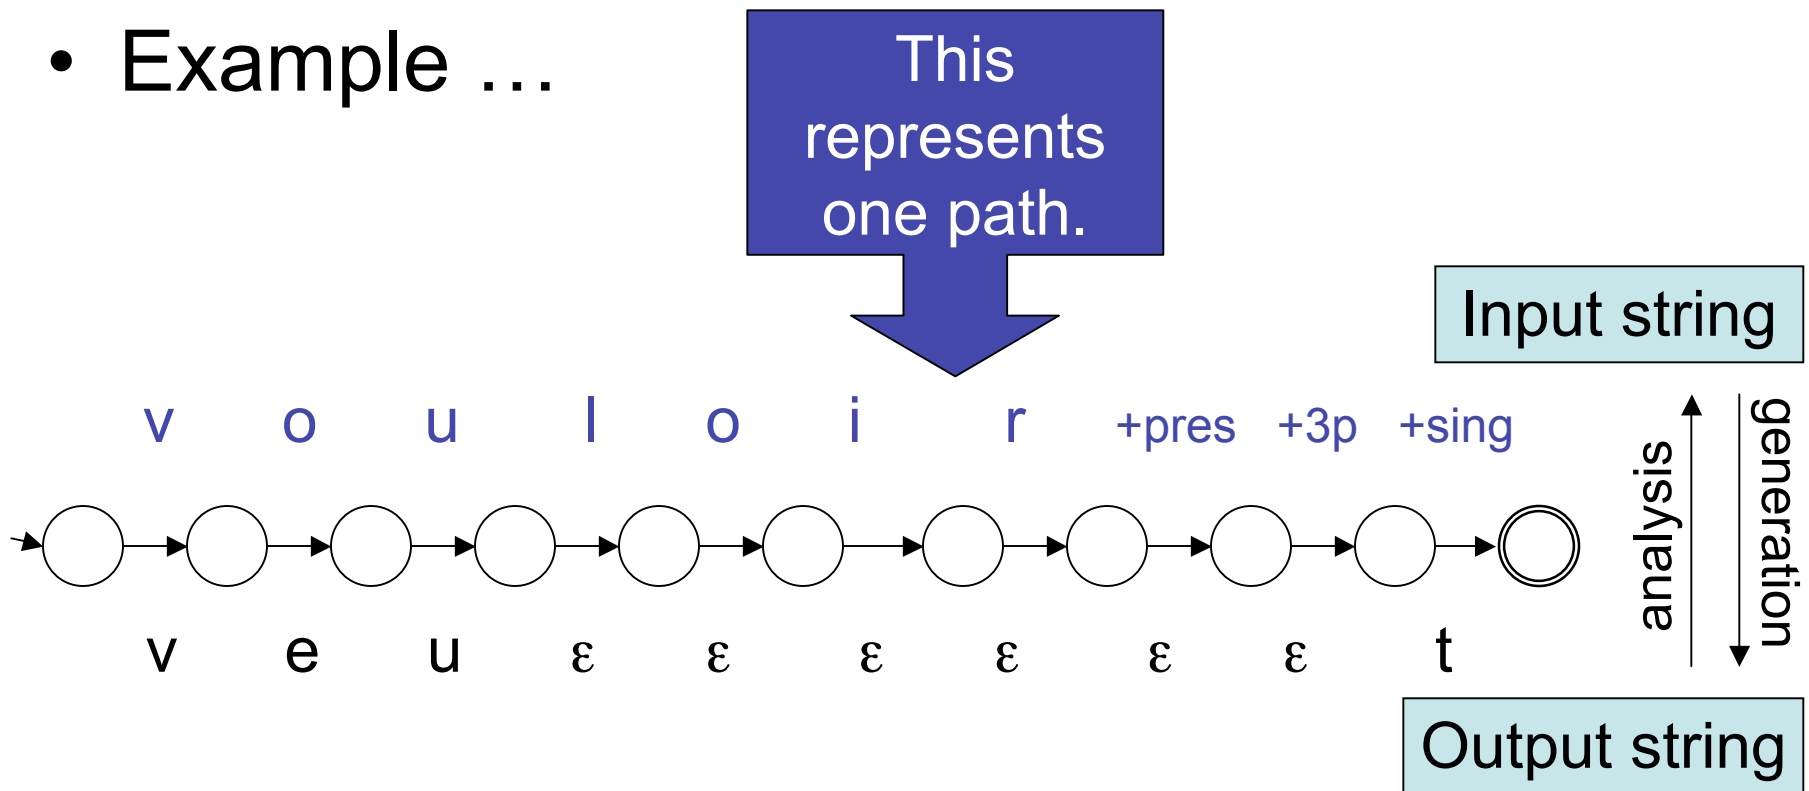 • Example …
This
represents
one path.
Input string
v o u l o i r +pres +3p +sing
analysis
generation
v e u ε ε ε ε ε ε t
Output string